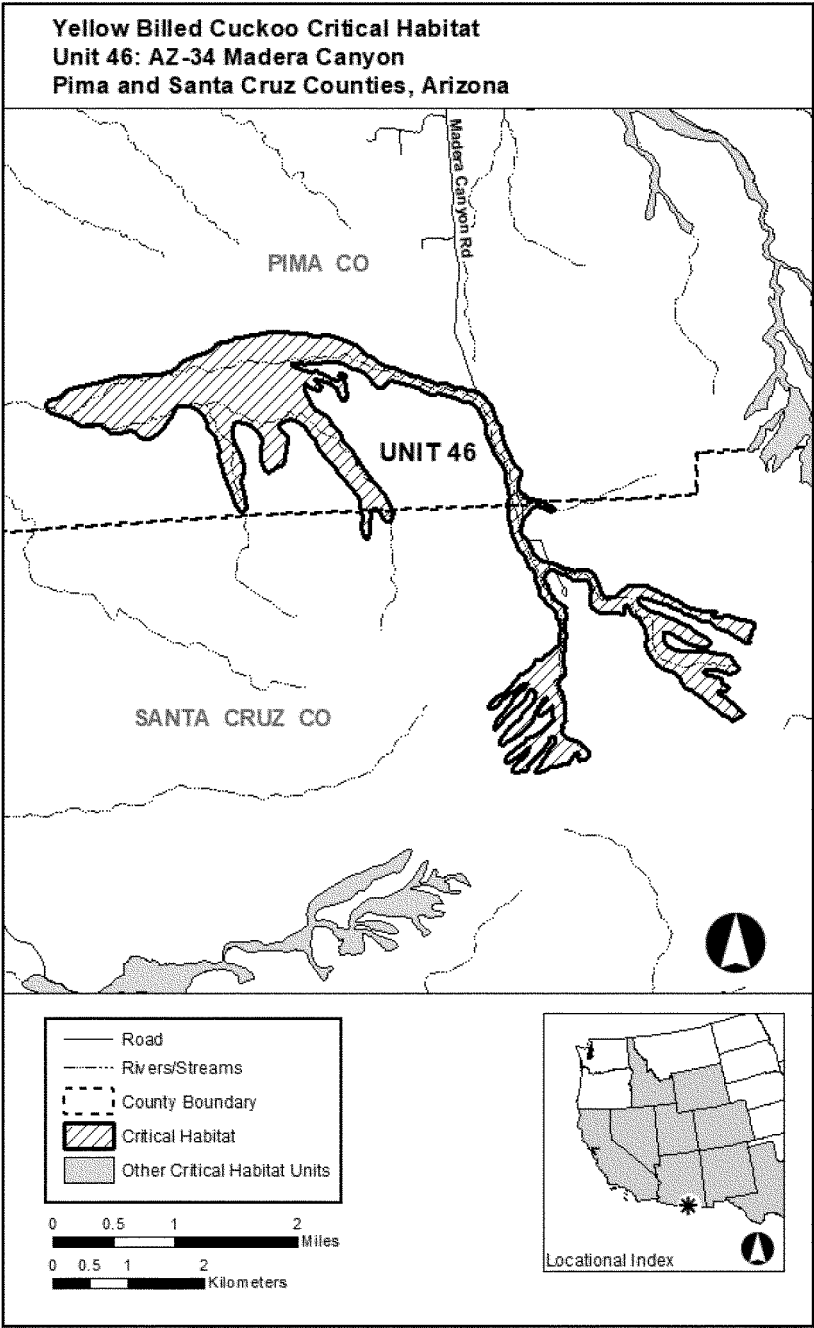 Yellow Billed Cuckoo Critical Habitat
Unit 46: AZ-34 Madera Canyon
Pima and Santa Cruz Counties, Arizona
Madera Canyon Rd
PIMA CO
UNIT 46
SANTA CRUZ CO
Road
Rivers/Streams
County Boundary
Critical Habitat
Other Critical Habitat Units
0 0.5 1 2
Miles
0 0.5 1 2
Kilometers
Locational Index